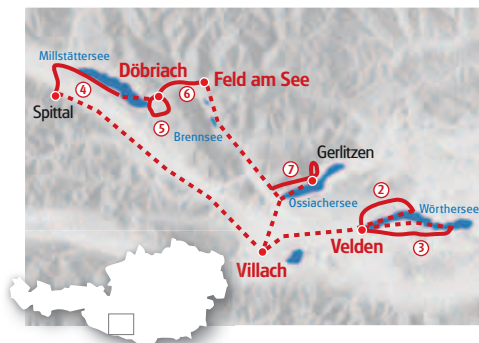 Millstättersee
Döbriach
Feld am See
④
⑥
Spittal
⑤
Brennsee
Gerlitzen
⑦
②
Ossiachersee
Wörthersee
Velden
③
Villach